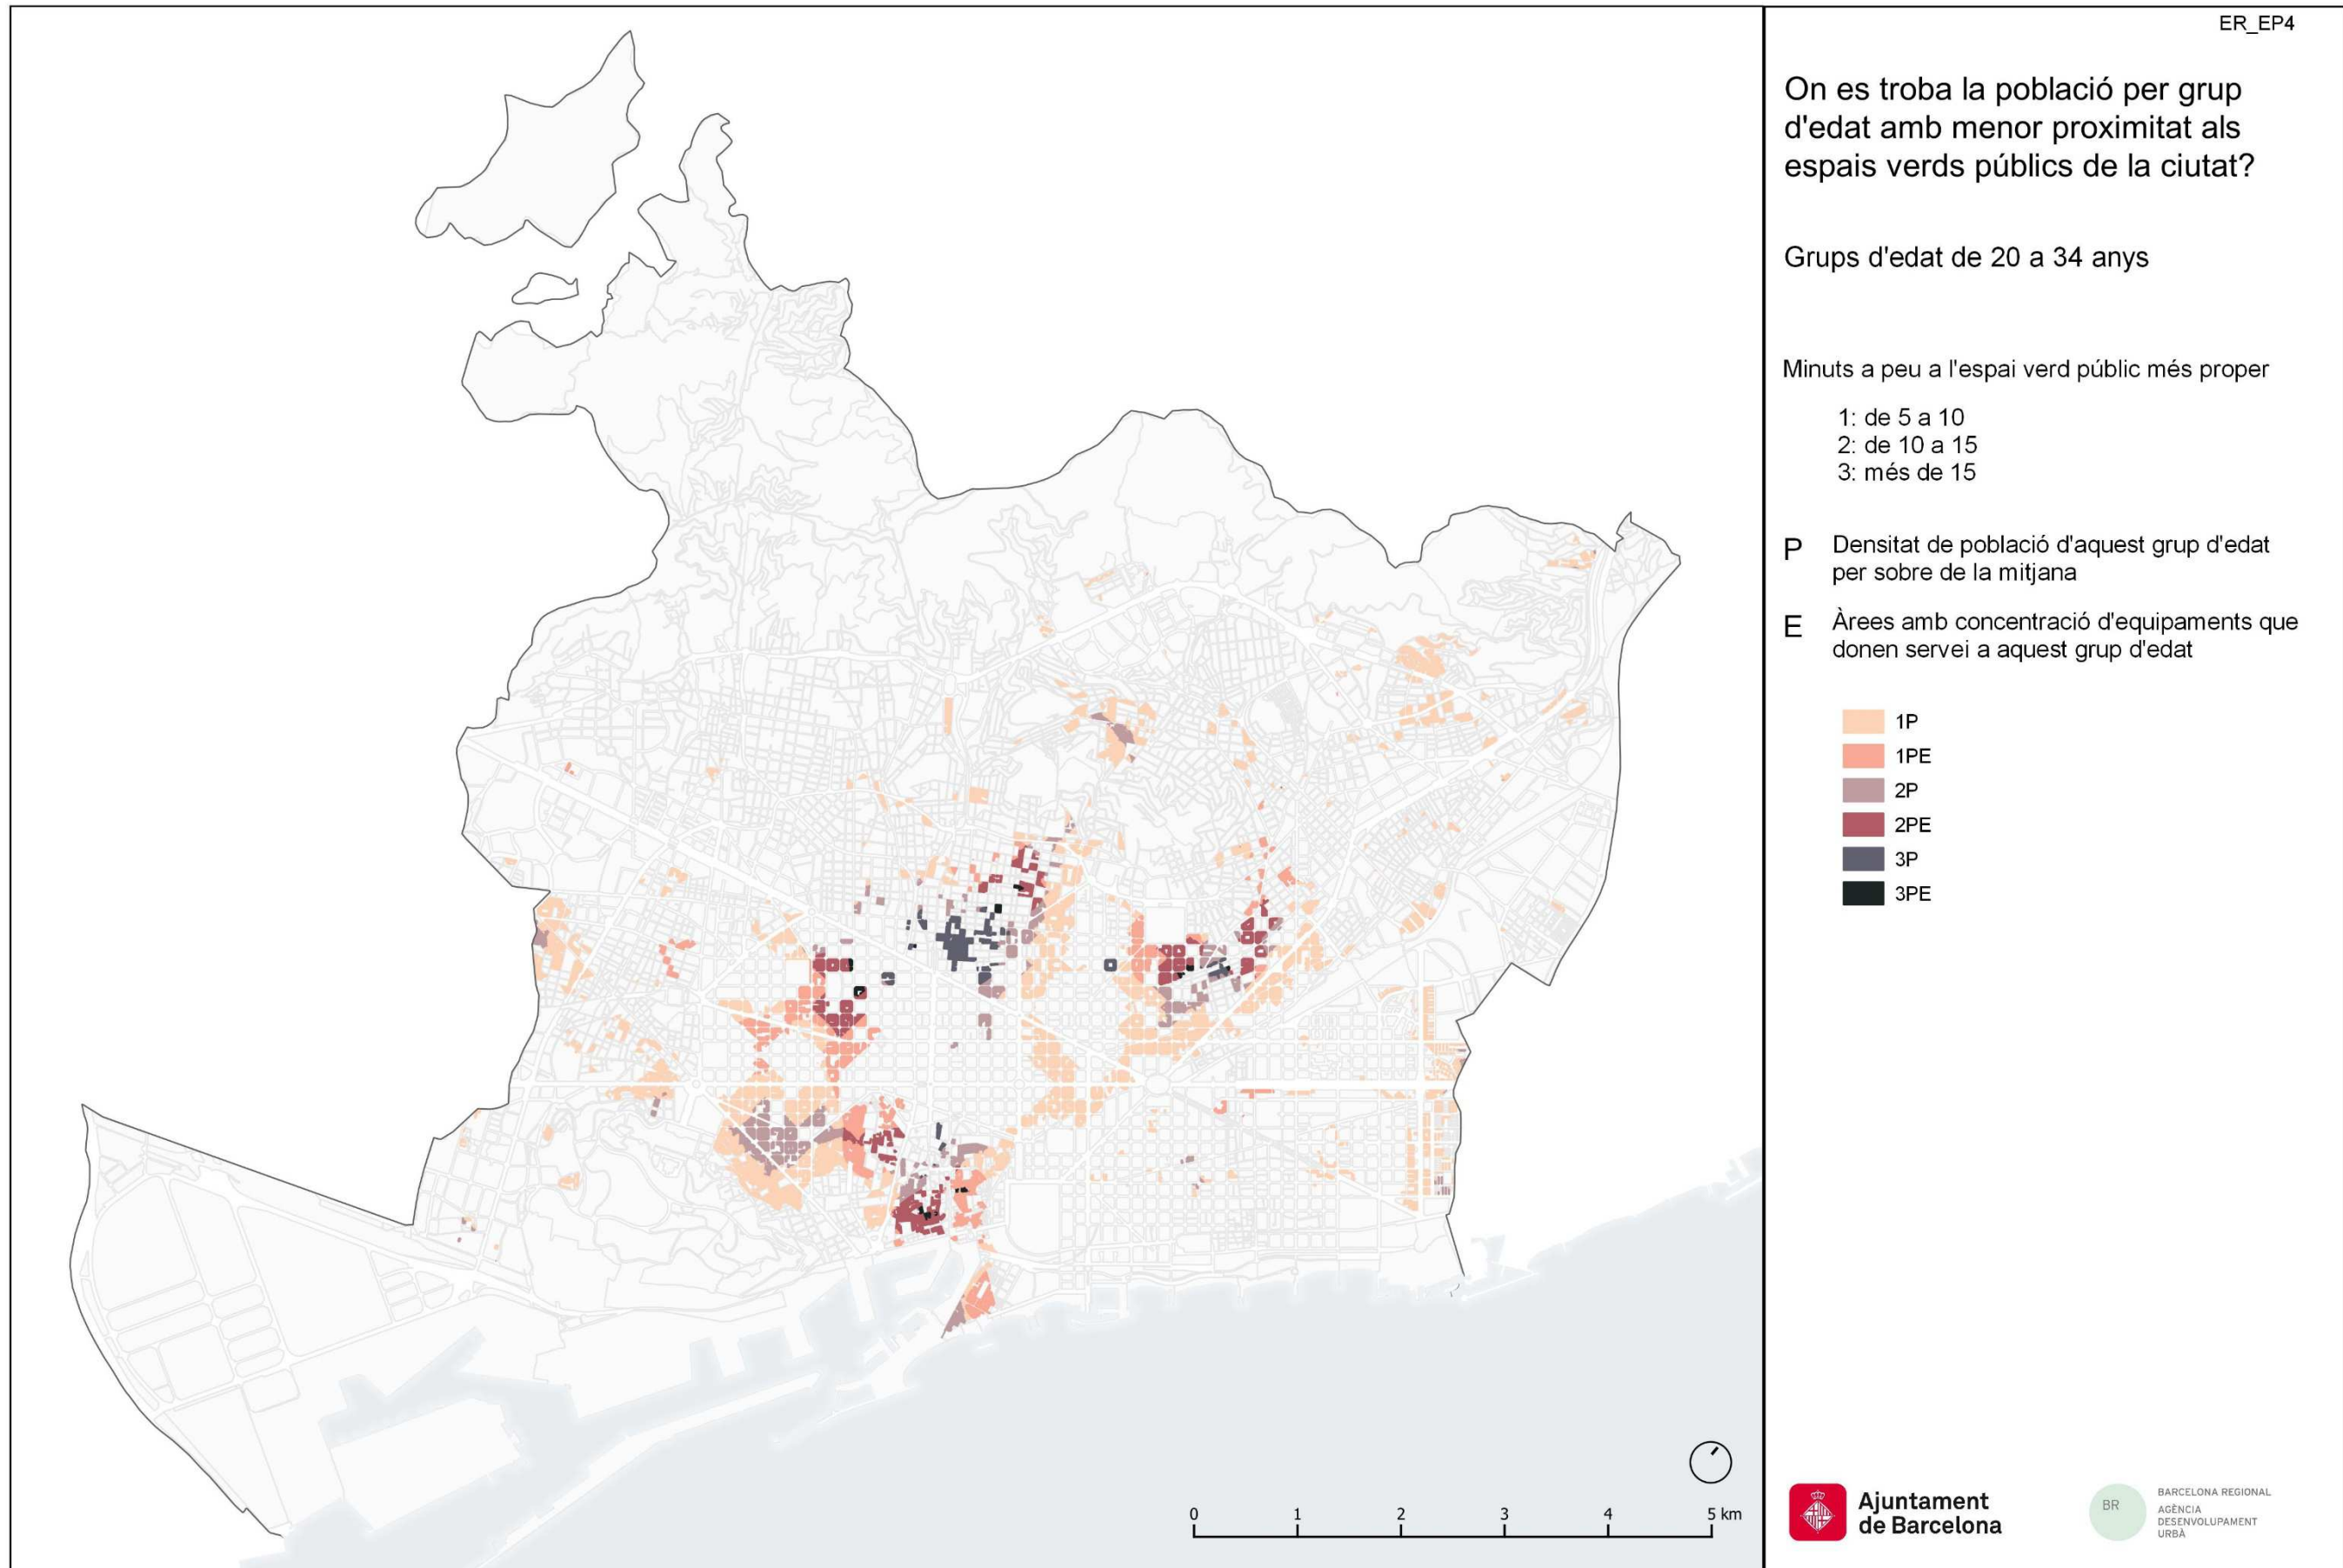 ER_EP4
On es troba la població per grup
d'edat amb menor proximitat als
espais verds públics de la ciutat?
Grups d'edat de 20 a 34 anys
Minuts a peu a l'espai verd públic més proper
1: de 5 a 10
2: de 10 a 15
3: més de 15
P Densitat de població d'aquest grup d'edat
per sobre de la mitjana
E Àrees amb concentració d'equipaments que
donen servei a aquest grup d'edat
1P
1PE
2P
2PE
3P
3PE
0 1 2 3 4 5 km
Ajuntament
de Barcelona
BR
BARCELONA REGIONAL
AGÈNCIA
DESENVOLUPAMENT
URBÀ